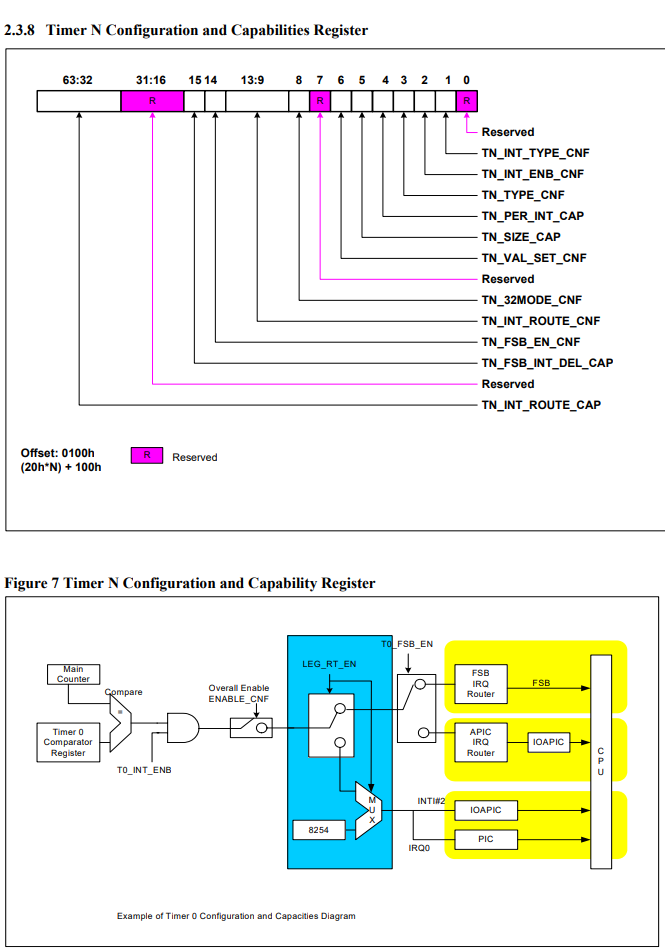 2.3.8 Timer N Configuration and Capabilities Register
63:32 31:16 15 14 13:9 8 7 6 5 4 3 2 1 0
R R R
Reserved
TN_INT_TYPE_CNF
TN_INT_ENB_CNF
TN_TYPE_CNF
TN_PER_INT_CAP
TN_SIZE_CAP
TN_VAL_SET_CNF
Reserved
TN_32MODE_CNF
TN_INT_ROUTE_CNF
TN_FSB_EN_CNF
TN_FSB_INT_DEL_CAP
Reserved
TN_INT_ROUTE_CAP
Offset: 0100h
(20h*N) + 100h
R Reserved
Figure 7 Timer N Configuration and Capability Register
Main
Counter
Compare
=
Timer 0
Comparator
Register
T0_INT_ENB
Overall Enable
ENABLE_CNF
LEG_RT_EN
T0_FSB_EN
M
U
X
8254
FSB
IRQ
Router
FSB
APIC
IRQ
Router
IOAPIC
INTI#2
IOAPIC
IRQ0
PIC
C
P
U
Example of Timer 0 Configuration and Capacities Diagram